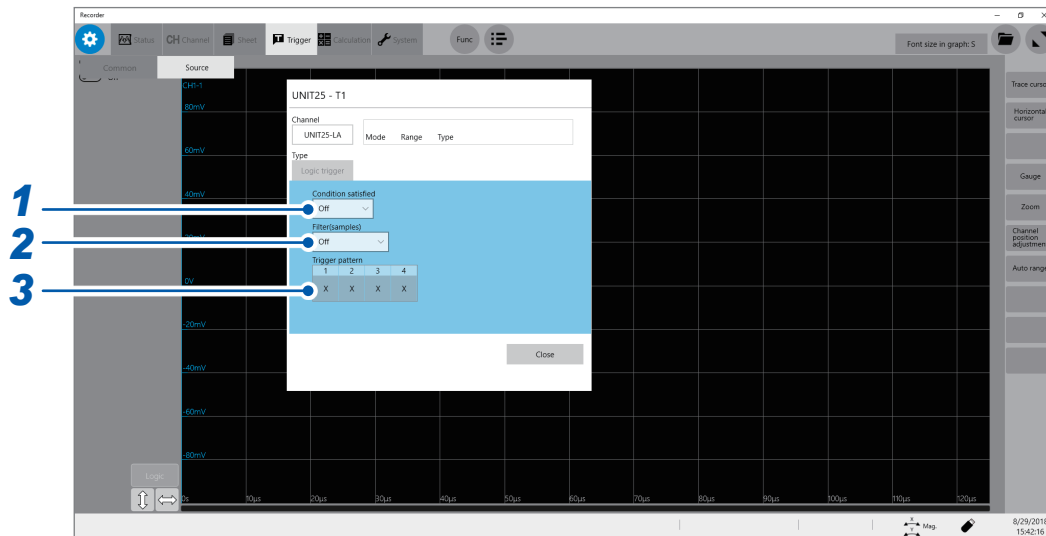 Recorder
Status CH Channel Sheet Trigger Calculation System Func Font size in graph: S
Common Source
CH1-1
UNIT25 - T1
Trace curso
80mV
Channel
Horizontal
cursor
UNIT25-LA Mode Range Type
60mV
Type
Logic trigger
Gauge
1
40mV
Condition satisfied
Off
Zoom
2
Filter(samples)
Off
Channel
position
adjustmen
Trigger pattern
1 2 3 4
Auto range
3
0V
X X X X
-20mV
Close
-40mV
-60mV
-80mV
Logic
0s 10μs 20μs 30μs 40μs 50μs 60μs 70μs 80μs 90μs 100μs 110μs 120μs
X
Y
Mag.
8/29/2018
15:42:16